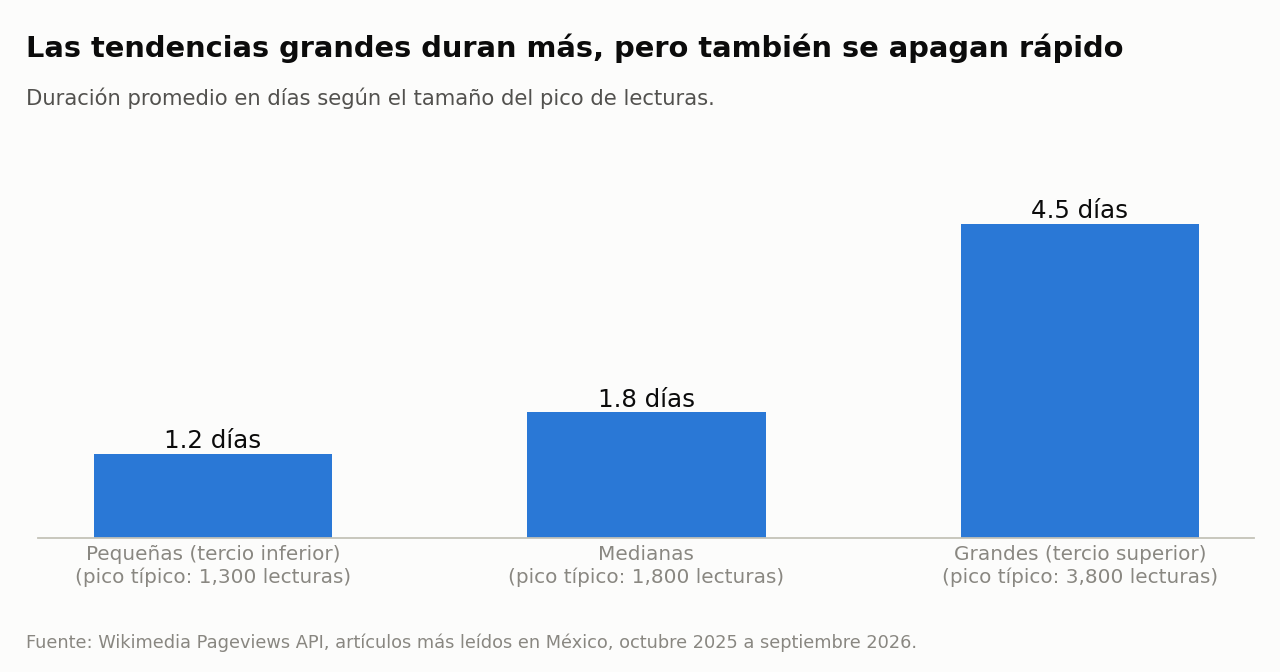 Las tendencias grandes duran más, pero también se apagan rápido
Duración promedio en días según el tamaño del pico de lecturas.
1.2 días
1.8 días
4.5 días
Pequeñas (tercio inferior)
(pico típico: 1,300 lecturas)
Medianas
(pico típico: 1,800 lecturas)
Grandes (tercio superior)
(pico típico: 3,800 lecturas)
Fuente: Wikimedia Pageviews API, artículos más leídos en México, octubre 2025 a septiembre 2026.